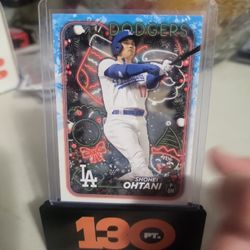 DODGERS
LA
SHOHEI
OHTANI
130
PT.